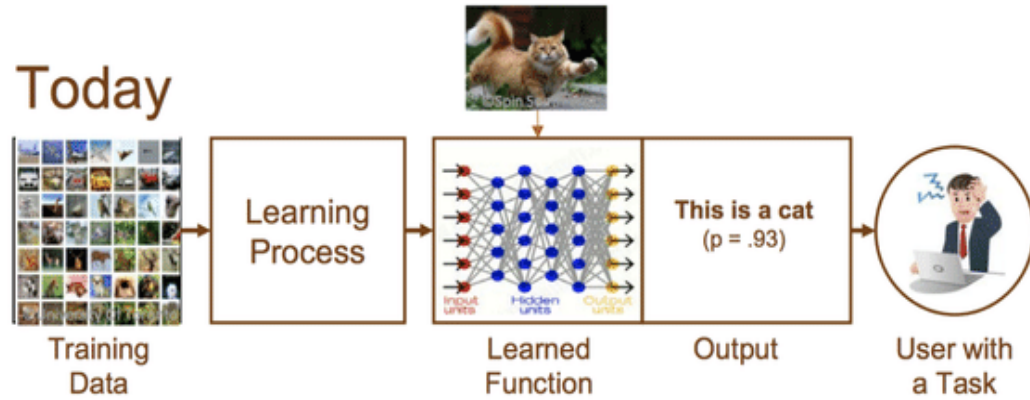 Today
©Spin.S
Learning
Process
This is a cat
(p = .93)
Input
units
Hidden
units
Output
units
Training
Data
Learned
Function
Output
User with
a Task